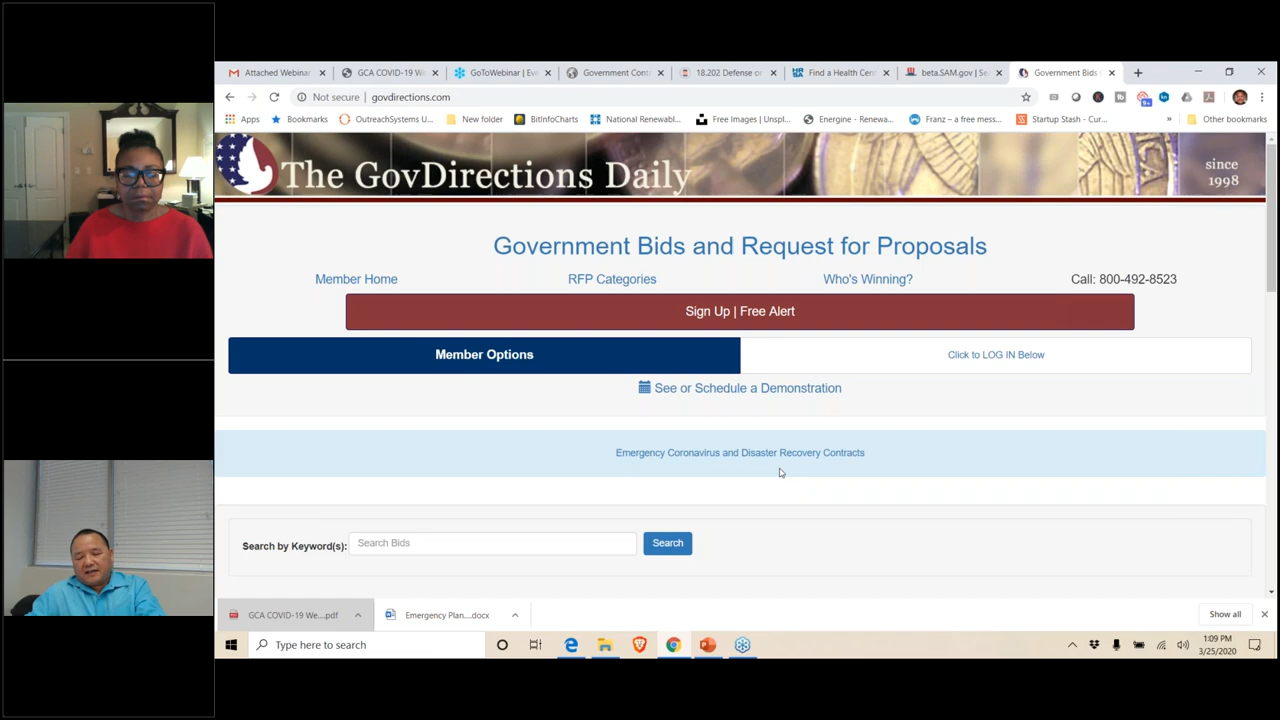 Attached Webinar
GCA COVID-19 W
GoToWebinar | Ev
Government Cont
18.202 Defense or
Find a Health Cen
beta.SAM.gov | Se
Government Bids
Not secure | govdirections.com
9+
Apps
Bookmarks
OutreachSystems U...
New folder
BitInfoCharts
National Renewabl...
Free Images | Unspl...
Energine - Renewa...
Franz – a free mess...
Startup Stash - Cur...
»
Other bookmarks
The GovDirections Daily
since
1998
Government Bids and Request for Proposals
Member Home
RFP Categories
Who's Winning?
Call: 800-492-8523
Sign Up | Free Alert
Member Options
Click to LOG IN Below
See or Schedule a Demonstration
Emergency Coronavirus and Disaster Recovery Contracts
Search by Keyword(s):
Search Bids
Search
GCA COVID-19 We....pdf
Emergency Plan....docx
Show all
Type here to search
1:09 PM
3/25/2020